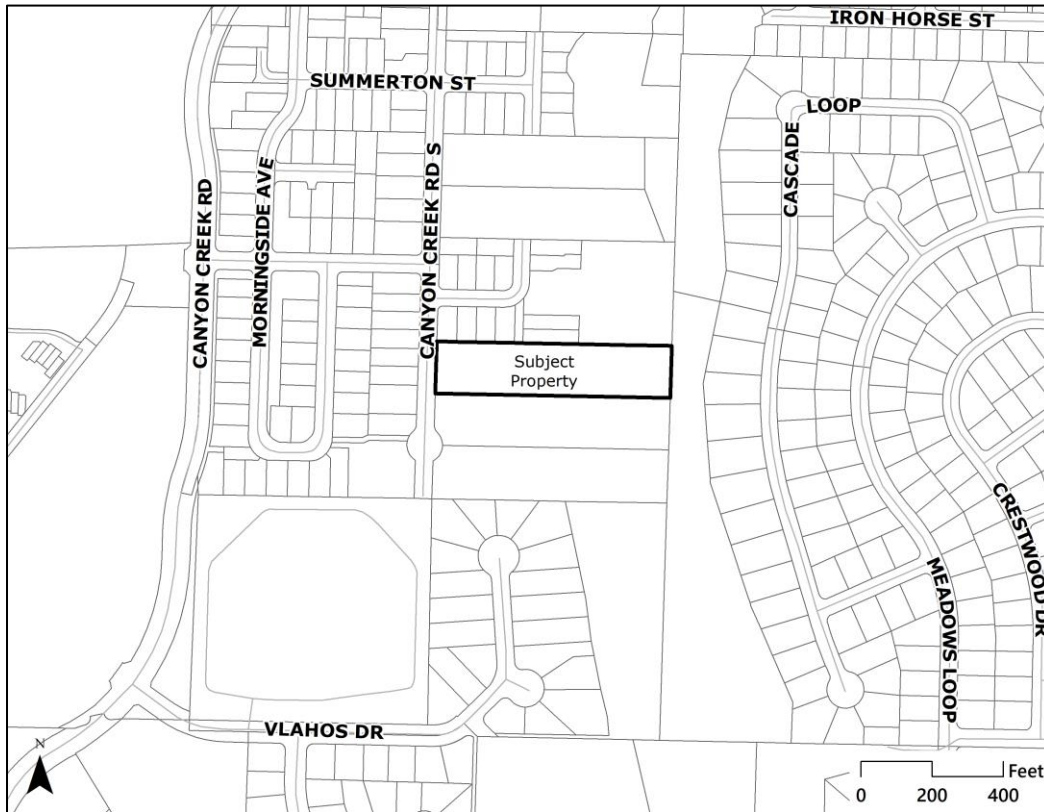 IRON HORSE ST
SUMMERTON ST
LOOP
CASCADE
CANYON CREEK RD S
MORNINGSIDE AVE
CANYON CREEK RD
Subject
Property
CRESTWOOD DR
MEADOWS LOOP
VLAHOS DR
N
Feet
0 200 400